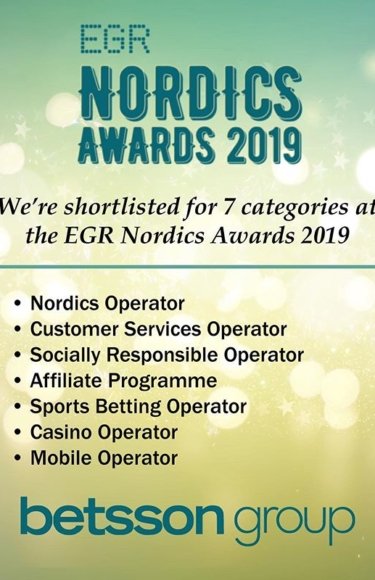 EGR
NORDICS
AWARDS 2019
We're shortlisted for 7 categories at
the EGR Nordics Awards 2019
• Nordics Operator
• Customer Services Operator
• Socially Responsible Operator
• Affiliate Programme
• Sports Betting Operator
• Casino Operator
• Mobile Operator
betsson group